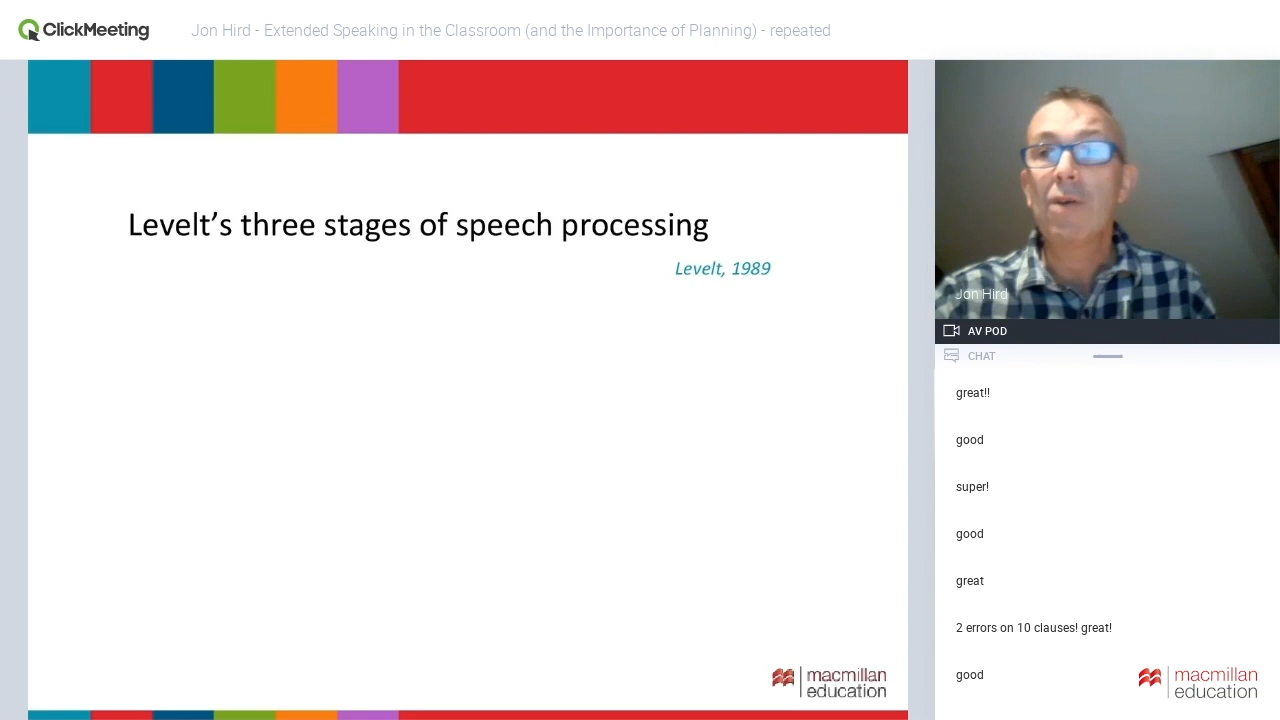 ClickMeeting
Jon Hird - Extended Speaking in the Classroom (and the Importance of Planning) - repeated
Levelt’s three stages of speech processing
Levelt, 1989
macmillan
education
Jon Hird
AV POD
CHAT
great!!
good
super!
good
great
2 errors on 10 clauses! great!
good
macmillan
education